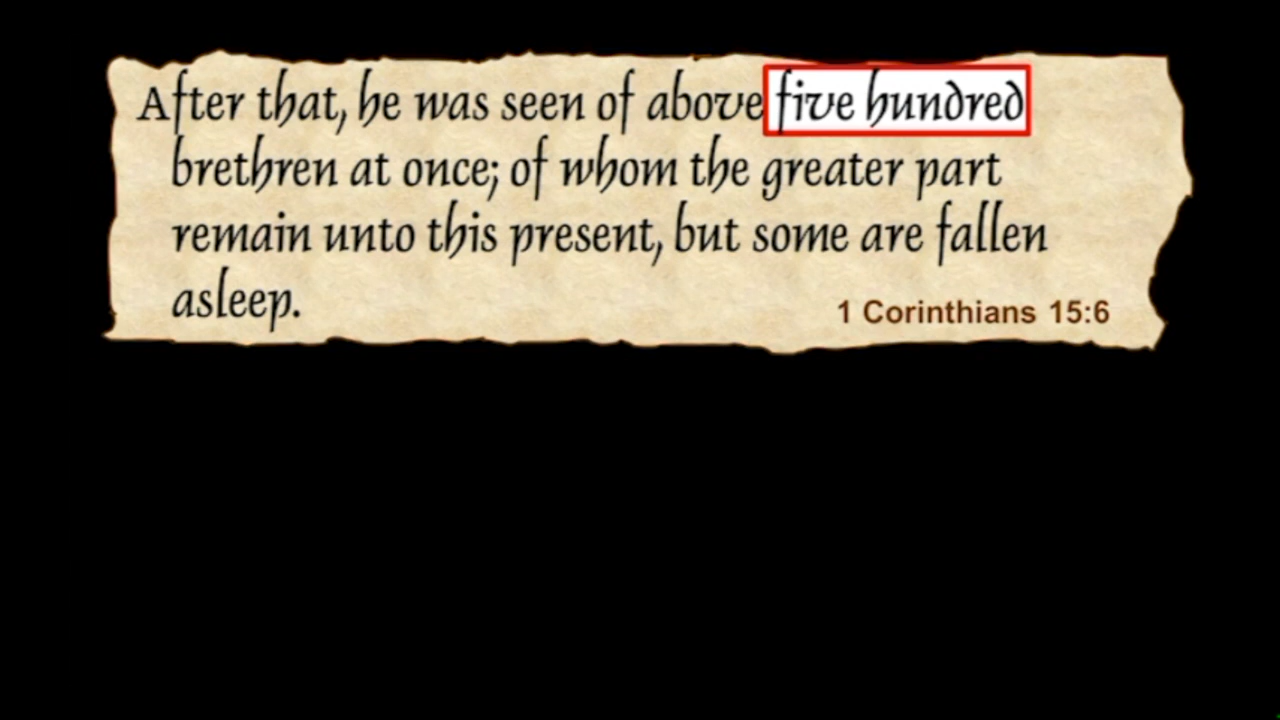 After that, he was seen of above five hundred
brethren at once; of whom the greater part
remain unto this present, but some are fallen
asleep.
1 Corinthians 15:6